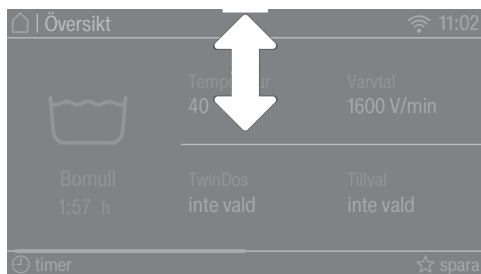 Översikt 11:02
Temperatur Varvtal
40 1600 V/min
Bomull TwinDos Tillval
1:57 h inte vald inte vald
timer spara